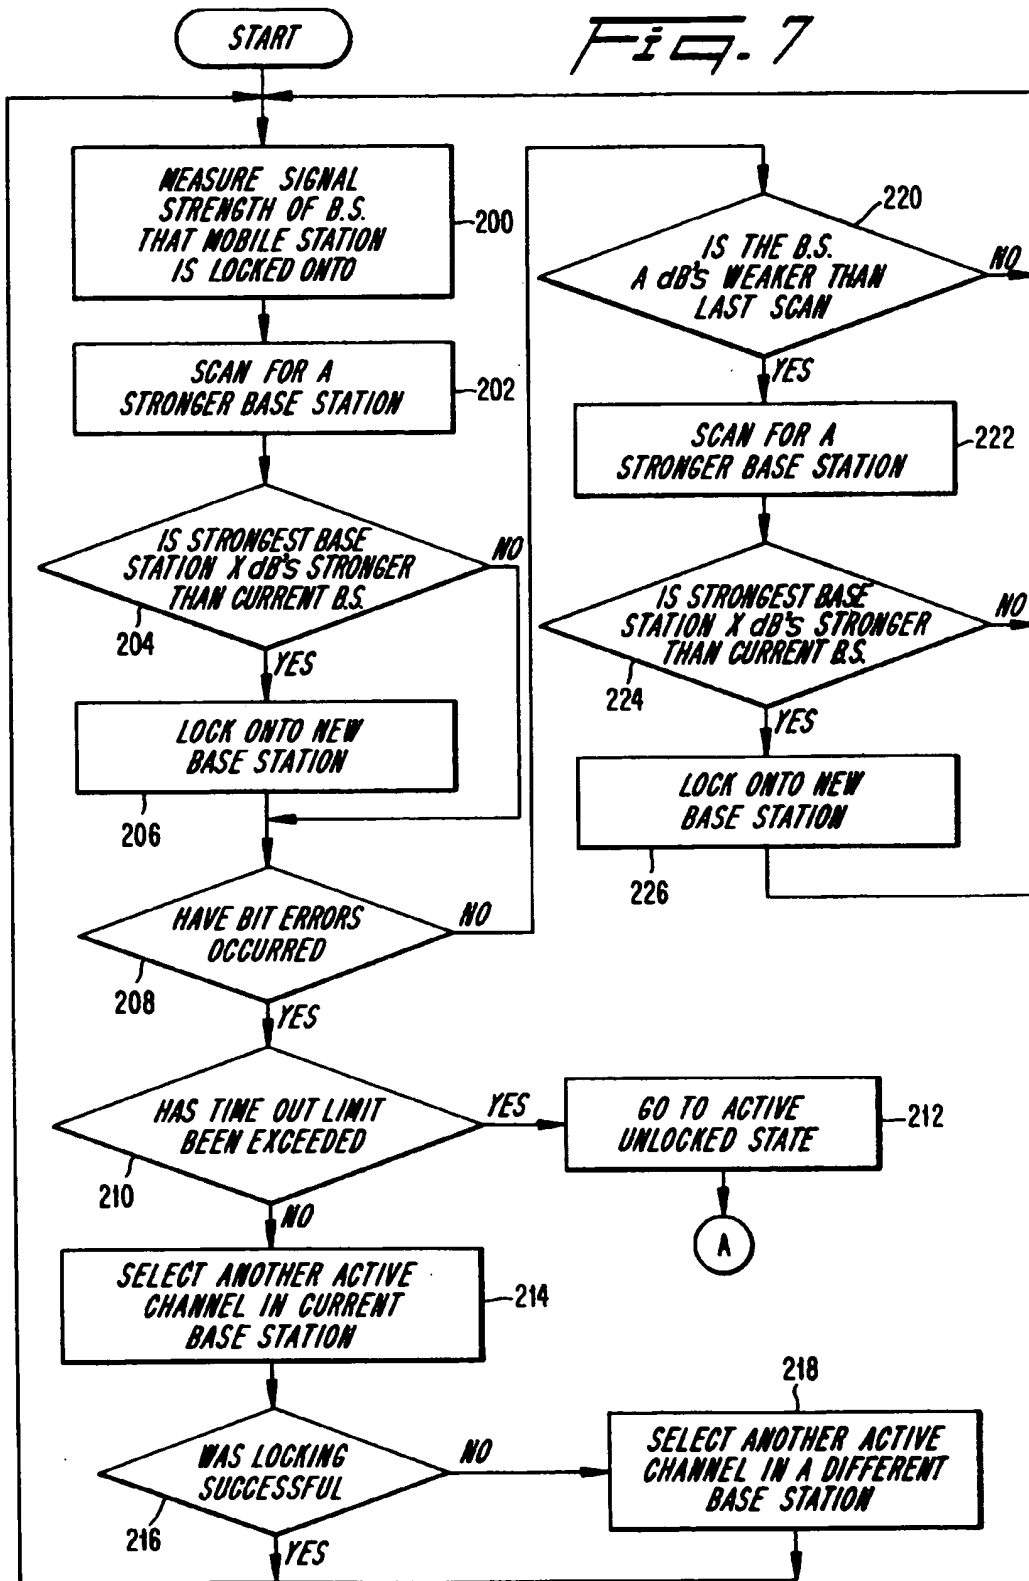 START
Fig. 7
MEASURE SIGNAL
STRENGTH OF B.S.
THAT MOBILE STATION
IS LOCKED ONTO
200
SCAN FOR A
STRONGER BASE STATION
202
IS STRONGEST BASE
STATION X dB's STRONGER
THAN CURRENT B.S.
NO
204
YES
LOCK ONTO NEW
BASE STATION
206
HAVE BIT ERRORS
OCCURRED
NO
208
YES
HAS TIME OUT LIMIT
BEEN EXCEEDED
YES
210
NO
GO TO ACTIVE
UNLOCKED STATE
212
A
SELECT ANOTHER ACTIVE
CHANNEL IN CURRENT
BASE STATION
214
WAS LOCKING
SUCCESSFUL
NO
216
YES
218
SELECT ANOTHER ACTIVE
CHANNEL IN A DIFFERENT
BASE STATION
220
IS THE B.S.
A dB's WEAKER THAN
LAST SCAN
NO
YES
SCAN FOR A
STRONGER BASE STATION
222
IS STRONGEST BASE
STATION X dB's STRONGER
THAN CURRENT B.S.
NO
224
YES
LOCK ONTO NEW
BASE STATION
226